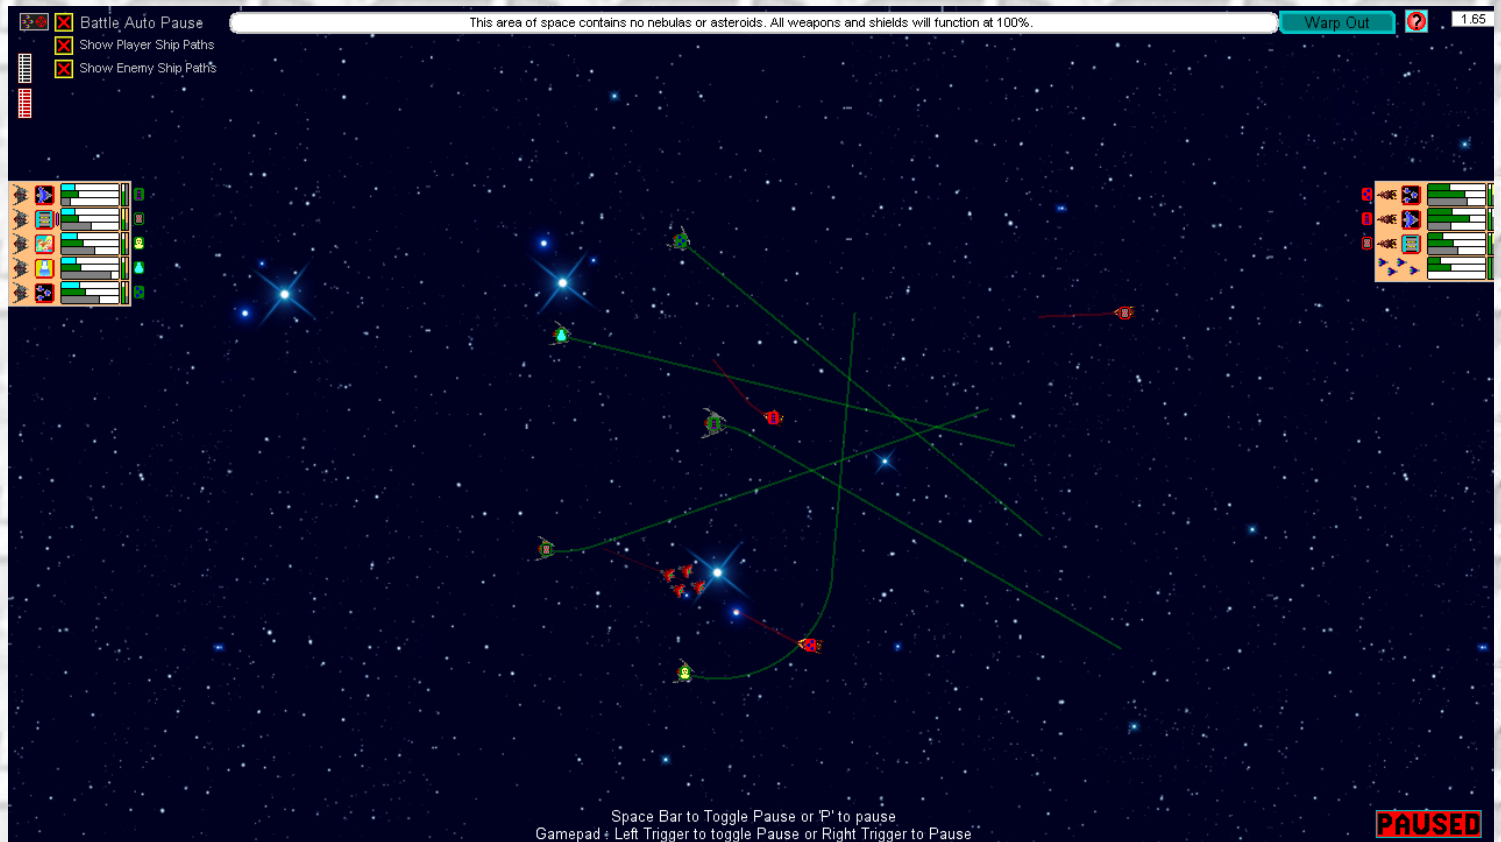 Battle Auto Pause
This area of space contains no nebulas or asteroids. All weapons and shields will function at 100%.
Warp Out
?
1.65
Show Player Ship Paths
Show Enemy Ship Paths
Space Bar to Toggle Pause or 'P' to pause
Gamepad - Left Trigger to toggle Pause or Right Trigger to Pause
PAUSED